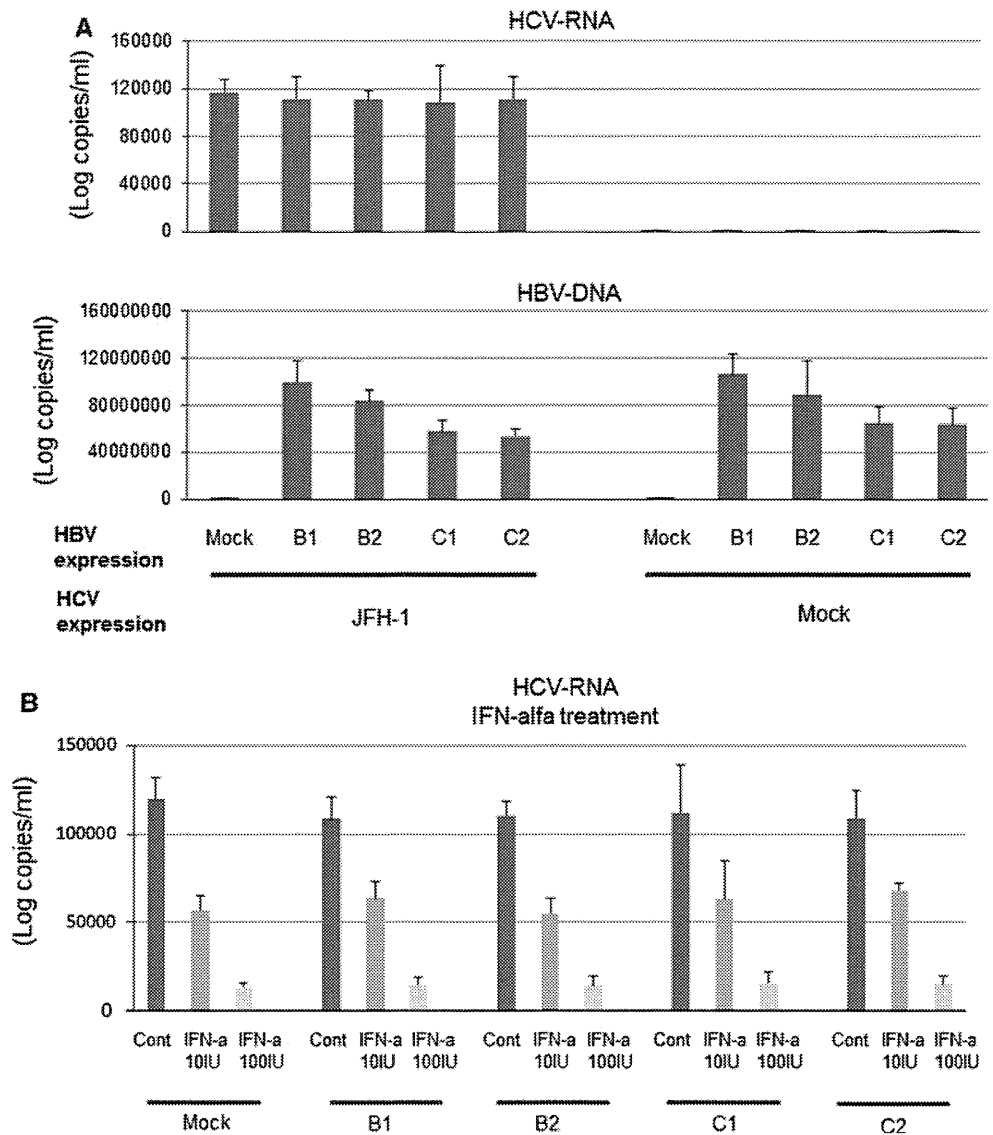 A
HCV-RNA
(Log copies/ml)
160000
120000
80000
40000
0
HBV-DNA
(Log copies/ml)
160000000
120000000
80000000
40000000
0
HBV expression
Mock B1 B2 C1 C2 Mock B1 B2 C1 C2
HCV expression
JFH-1 Mock
B
HCV-RNA
IFN-alfa treatment
(Log copies/ml)
150000
100000
50000
0
Cont IFN-a 10IU IFN-a 100IU Cont IFN-a 10IU IFN-a 100IU Cont IFN-a 10IU IFN-a 100IU Cont IFN-a 10IU IFN-a 100IU Cont IFN-a 10IU IFN-a 100IU
Mock B1 B2 C1 C2